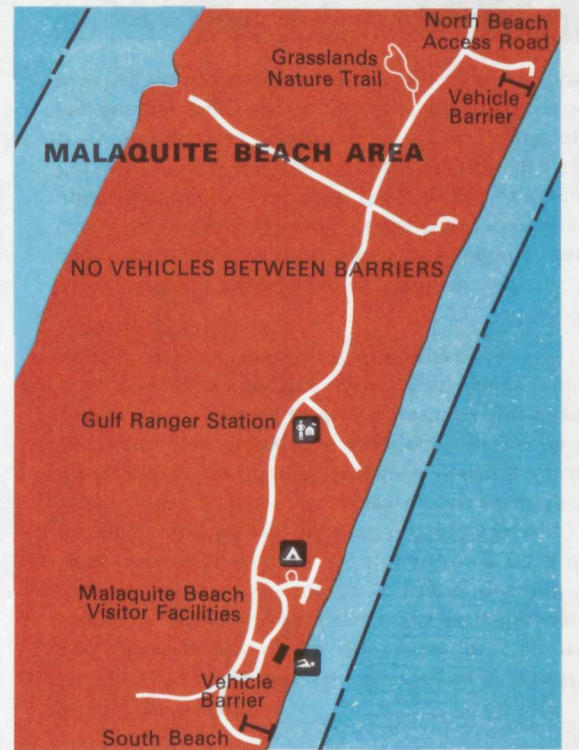 North Beach
Access Road
Grasslands
Nature Trail
Vehicle
Barrier
MALAQUITE BEACH AREA
NO VEHICLES BETWEEN BARRIERS
Gulf Ranger Station
Malaquite Beach
Visitor Facilities
Vehicle
Barrier
South Beach